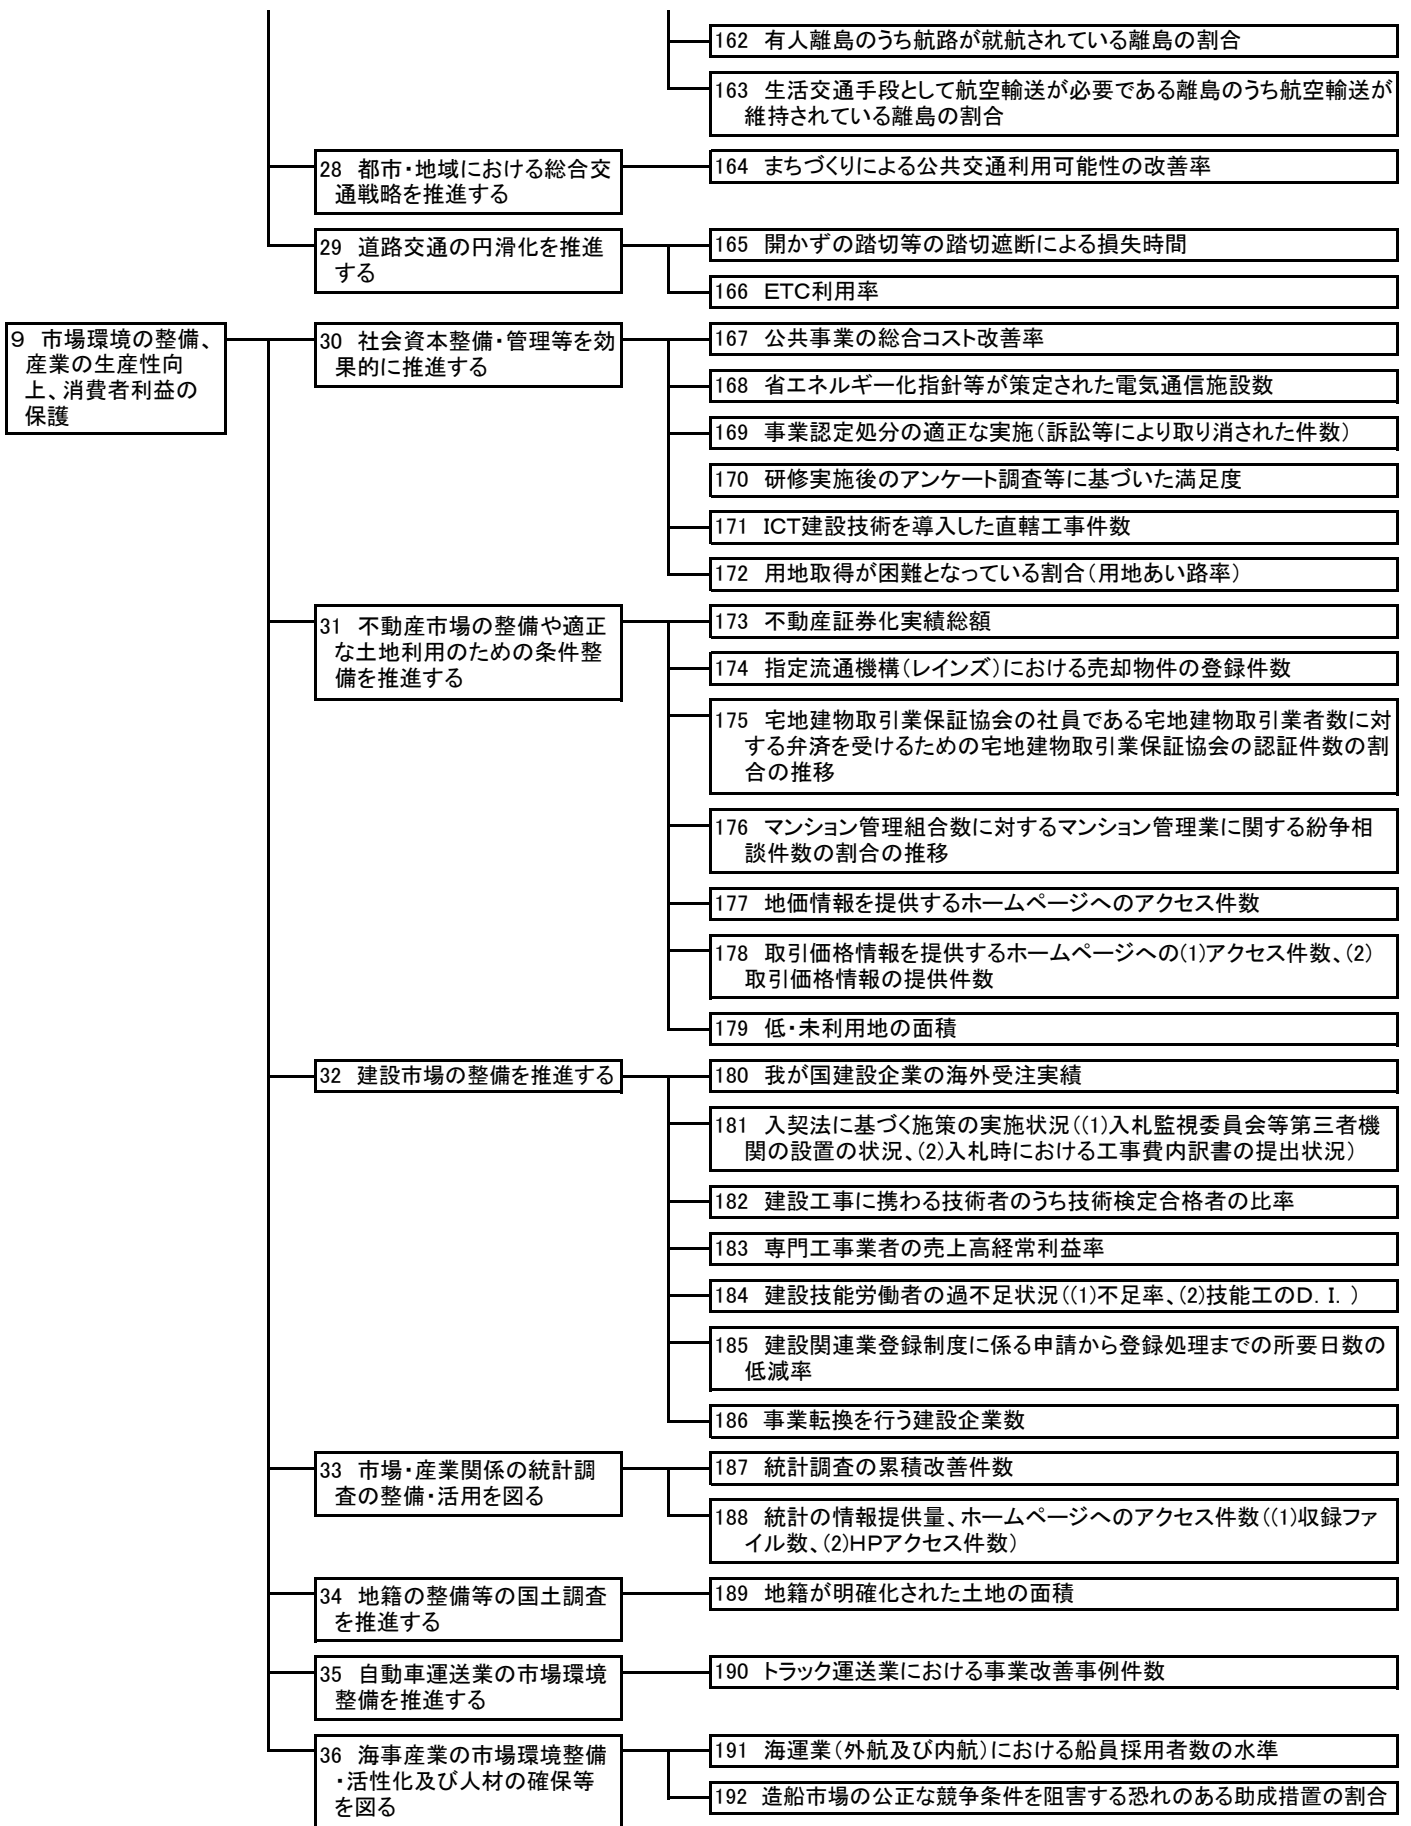 162 有人離島のうち航路が就航されている離島の割合
163 生活交通手段として航空輸送が必要である離島のうち航空輸送が
維持されている離島の割合
28 都市・地域における総合交
通戦略を推進する
164 まちづくりによる公共交通利用可能性の改善率
29 道路交通の円滑化を推進
する
165 開かずの踏切等の踏切遮断による損失時間
166 ETC利用率
9 市場環境の整備、
産業の生産性向
上、消費者利益の
保護
30 社会資本整備・管理等を効
果的に推進する
167 公共事業の総合コスト改善率
168 省エネルギー化指針等が策定された電気通信施設数
169 事業認定処分の適正な実施(訴訟等により取り消された件数)
170 研修実施後のアンケート調査等に基づいた満足度
171 ICT建設技術を導入した直轄工事件数
172 用地取得が困難となっている割合(用地あい路率)
31 不動産市場の整備や適正
な土地利用のための条件整
備を推進する
173 不動産証券化実績総額
174 指定流通機構(レインズ)における売却物件の登録件数
175 宅地建物取引業保証協会の社員である宅地建物取引業者数に対
する弁済を受けるための宅地建物取引業保証協会の認証件数の割
合の推移
176 マンション管理組合数に対するマンション管理業に関する紛争相
談件数の割合の推移
177 地価情報を提供するホームページへのアクセス件数
178 取引価格情報を提供するホームページへの(1)アクセス件数、(2)
取引価格情報の提供件数
179 低・未利用地の面積
32 建設市場の整備を推進する
180 我が国建設企業の海外受注実績
181 入契法に基づく施策の実施状況((1)入札監視委員会等第三者機
関の設置の状況、(2)入札時における工事費内訳書の提出状況)
182 建設工事に携わる技術者のうち技術検定合格者の比率
183 専門工事業者の売上高経常利益率
184 建設技能労働者の過不足状況((1)不足率、(2)技能工のD.I.)
185 建設関連業登録制度に係る申請から登録処理までの所要日数の
低減率
186 事業転換を行う建設企業数
33 市場・産業関係の統計調
査の整備・活用を図る
187 統計調査の累積改善件数
188 統計の情報提供量、ホームページへのアクセス件数((1)収録ファ
イル数、(2)HPアクセス件数)
34 地籍の整備等の国土調査
を推進する
189 地籍が明確化された土地の面積
35 自動車運送業の市場環境
整備を推進する
190 トラック運送業における事業改善事例件数
36 海事産業の市場環境整備
・活性化及び人材の確保等
を図る
191 海運業(外航及び内航)における船員採用者数の水準
192 造船市場の公正な競争条件を阻害する恐れのある助成措置の割合